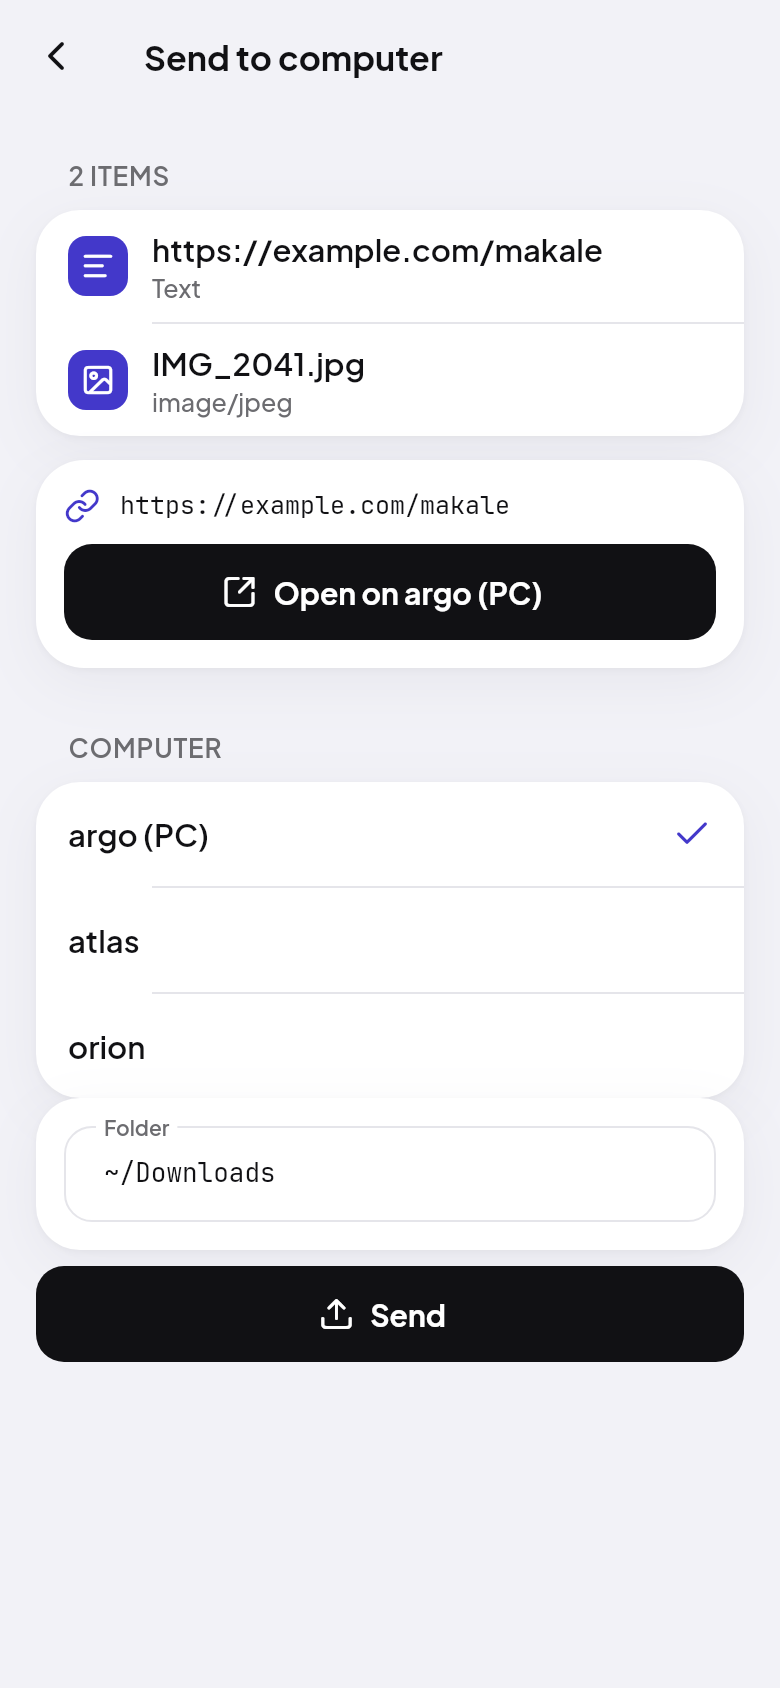 Send to computer
2 ITEMS
https://example.com/makale
Text
IMG_2041.jpg
image/jpeg
https://example.com/makale
Open on argo (PC)
COMPUTER
argo (PC)
atlas
orion
Folder
~/Downloads
Send